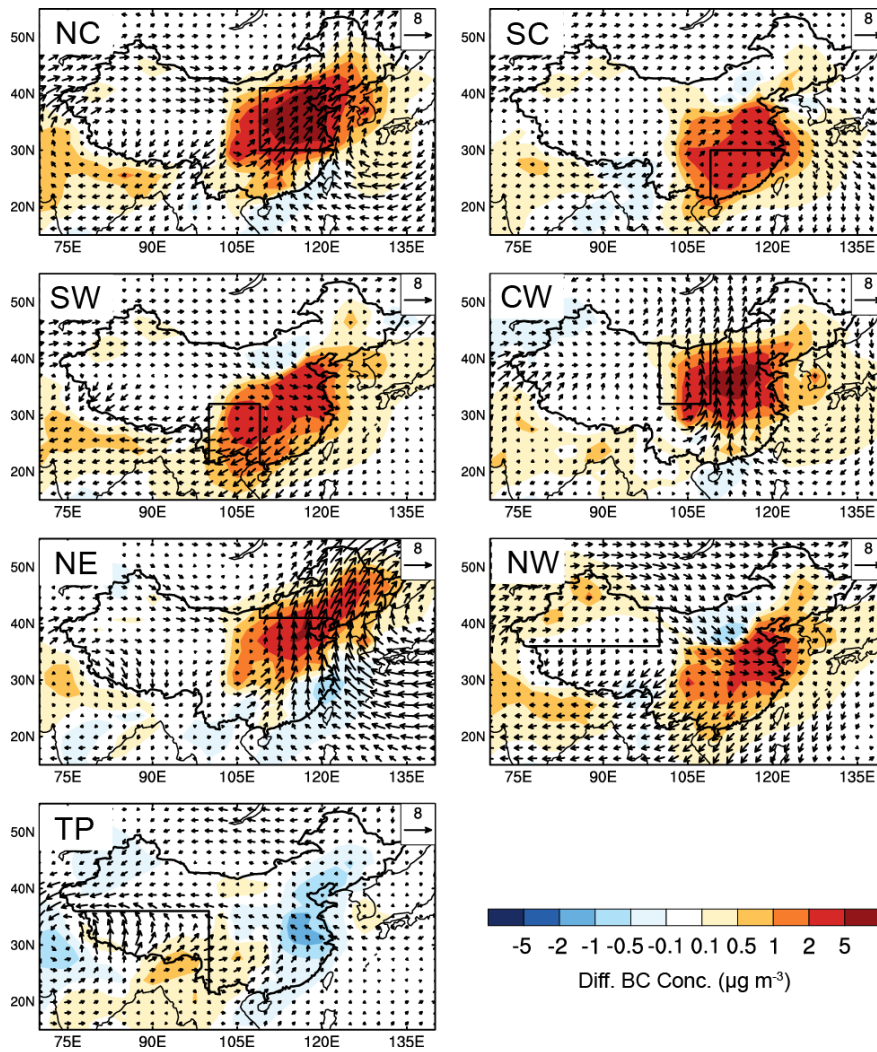 NC 8
55N
50N
40N
30N
20N
75E 90E 105E 120E 135E
SC 8
50N
40N
30N
20N
75E 90E 105E 120E 135E
SW 8
50N
40N
30N
20N
75E 90E 105E 120E 135E
CW 8
50N
40N
30N
20N
75E 90E 105E 120E 135E
NE 8
50N
40N
30N
20N
75E 90E 105E 120E 135E
NW 8
50N
40N
30N
20N
75E 90E 105E 120E 135E
TP 8
50N
40N
30N
20N
75E 90E 105E 120E 135E
-5 -2 -1 -0.5 -0.1 0.1 0.5 1 2 5
Diff. BC Conc. (µg m⁻³)